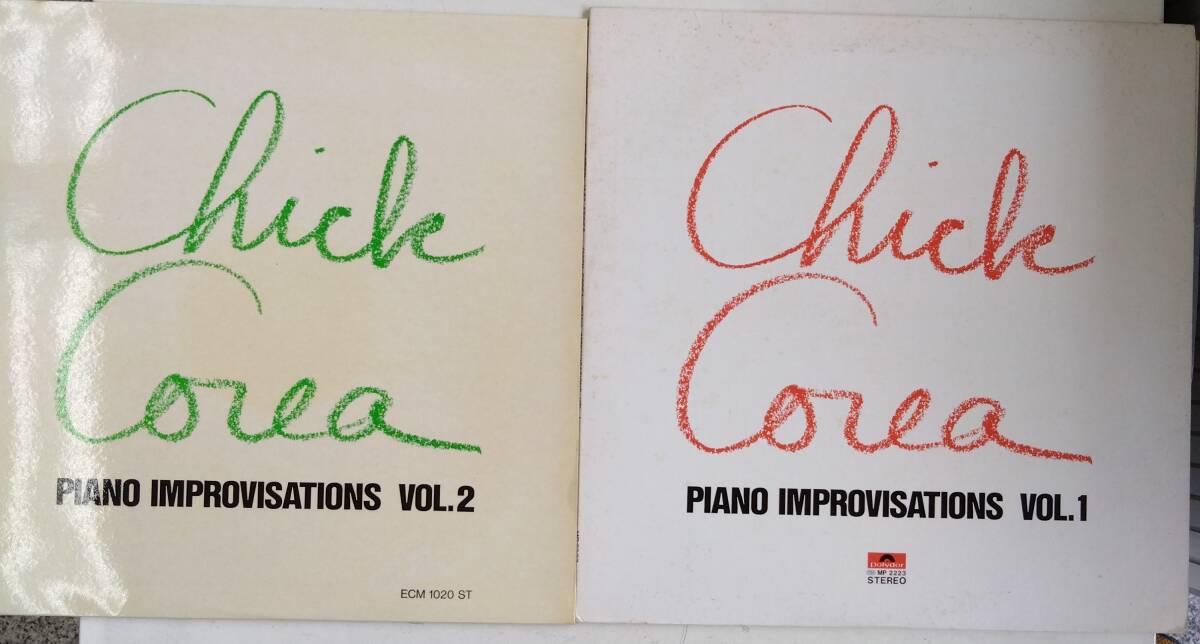 Chick
Corea
PIANO IMPROVISATIONS VOL.2
ECM 1020 ST
Chick
Corea
PIANO IMPROVISATIONS VOL.1
Polydor
MP 2223
STEREO